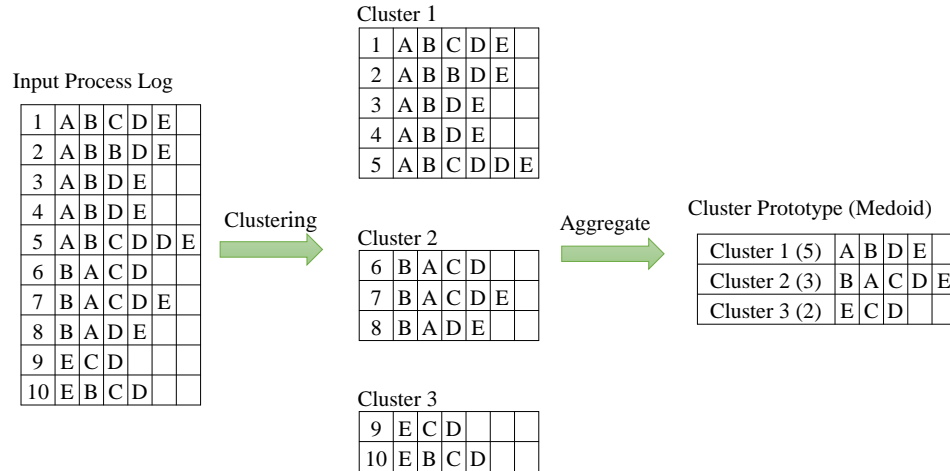 Input Process Log
1 A B C D E
2 A B B D E
3 A B D E
4 A B D E
5 A B C D D E
6 B A C D
7 B A C D E
8 B A D E
9 E C D
10 E B C D
Clustering
Cluster 1
1 A B C D E
2 A B B D E
3 A B D E
4 A B D E
5 A B C D D E
Cluster 2
6 B A C D
7 B A C D E
8 B A D E
Cluster 3
9 E C D
10 E B C D
Aggregate
Cluster Prototype (Medoid)
Cluster 1 (5) A B D E
Cluster 2 (3) B A C D E
Cluster 3 (2) E C D